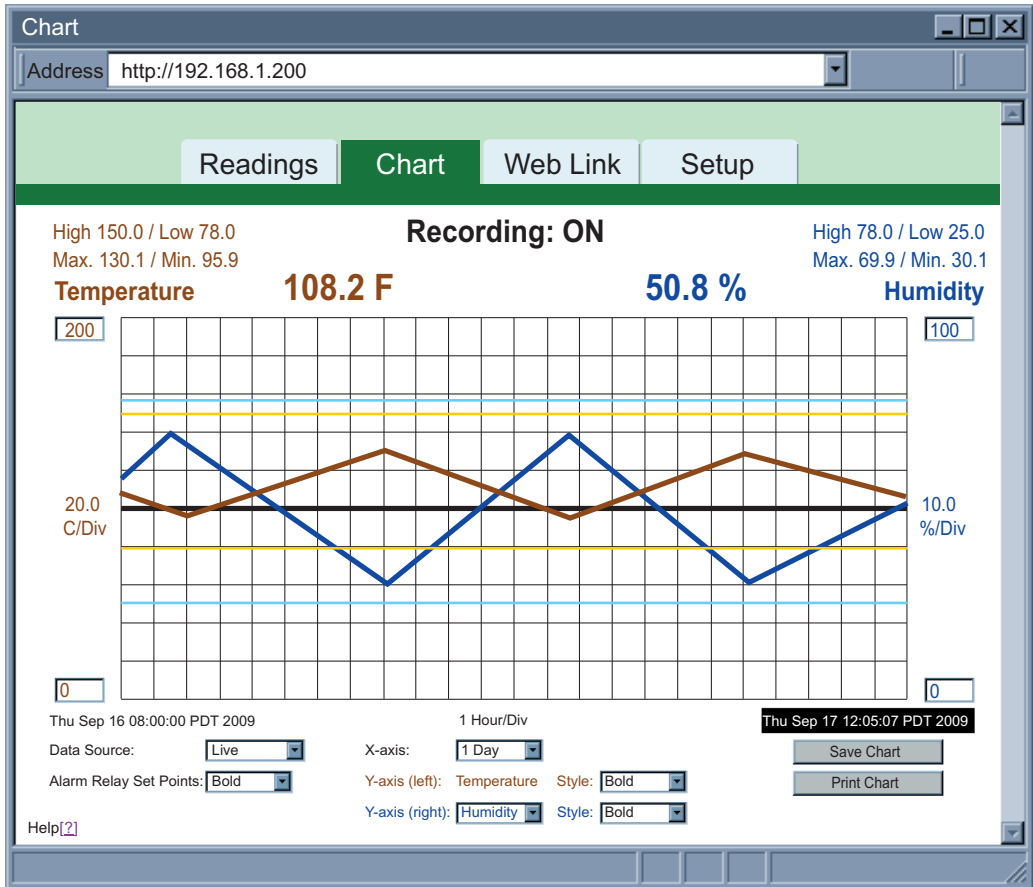 Chart
Address http://192.168.1.200
Readings Chart Web Link Setup
High 150.0 / Low 78.0 Recording: ON High 78.0 / Low 25.0
Max. 130.1 / Min. 95.9 Max. 69.9 / Min. 30.1
Temperature 108.2 F 50.8 % Humidity
200 100
20.0 10.0
C/Div %/Div
0 0
Thu Sep 16 08:00:00 PDT 2009 1 Hour/Div Thu Sep 17 12:05:07 PDT 2009
Data Source: Live X-axis: 1 Day Save Chart
Alarm Relay Set Points: Bold Y-axis (left): Temperature Style: Bold Print Chart
Y-axis (right): Humidity Style: Bold
Help[?]